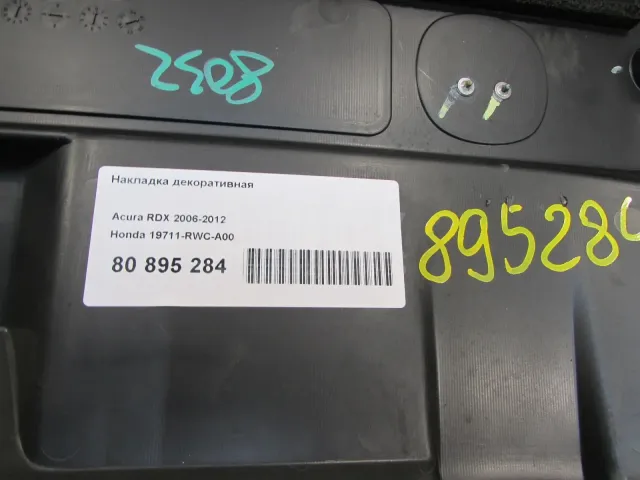 2508
Накладка декоративная
Acura RDX 2006-2012
Honda 19711-RWC-A00
80 895 284
89528